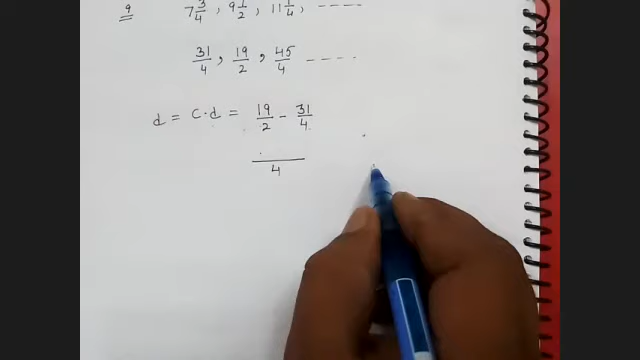 9 7 3/4 , 9 1/2 , 11 1/4 , ----
31/4 , 19/2 , 45/4 ----
d = c.d = 19/2 - 31/4
/4